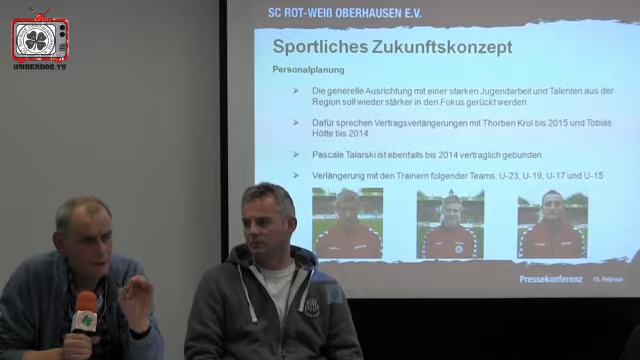 UNDERDOG.TV
SC ROT-WEIß OBERHAUSEN E.V.
Sportliches Zukunftskonzept
Personalplanung
➢ Die generelle Ausrichtung mit einer starken Jugendarbeit und Talenten aus der
Region soll wieder stärker in den Fokus gerückt werden
➢ Dafür sprechen Vertragsverlängerungen mit Thorben Krol bis 2015 und Tobias
Hötte bis 2014
➢ Pascale Talarski ist ebenfalls bis 2014 vertraglich gebunden
➢ Verlängerung mit den Trainern folgender Teams: U-23, U-19, U-17 und U-15
Pressekonferenz